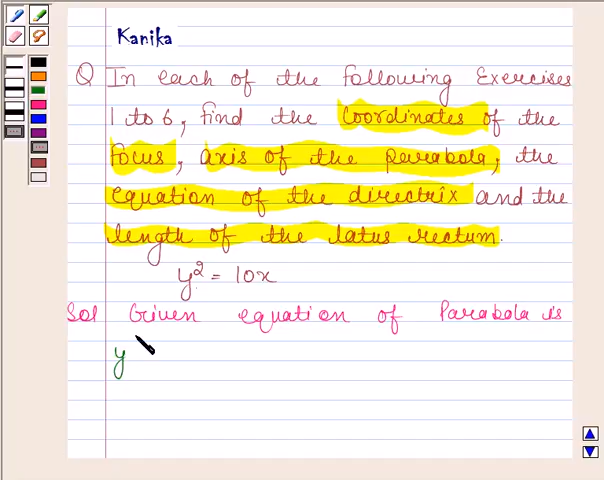 Kanika
Q In each of the following Exercises
1 to 6, find the coordinates of the
focus, axis of the parabola, the
equation of the directrix and the
length of the latus rectum.
y² = 10x
Sol Given equation of Parabola is
y